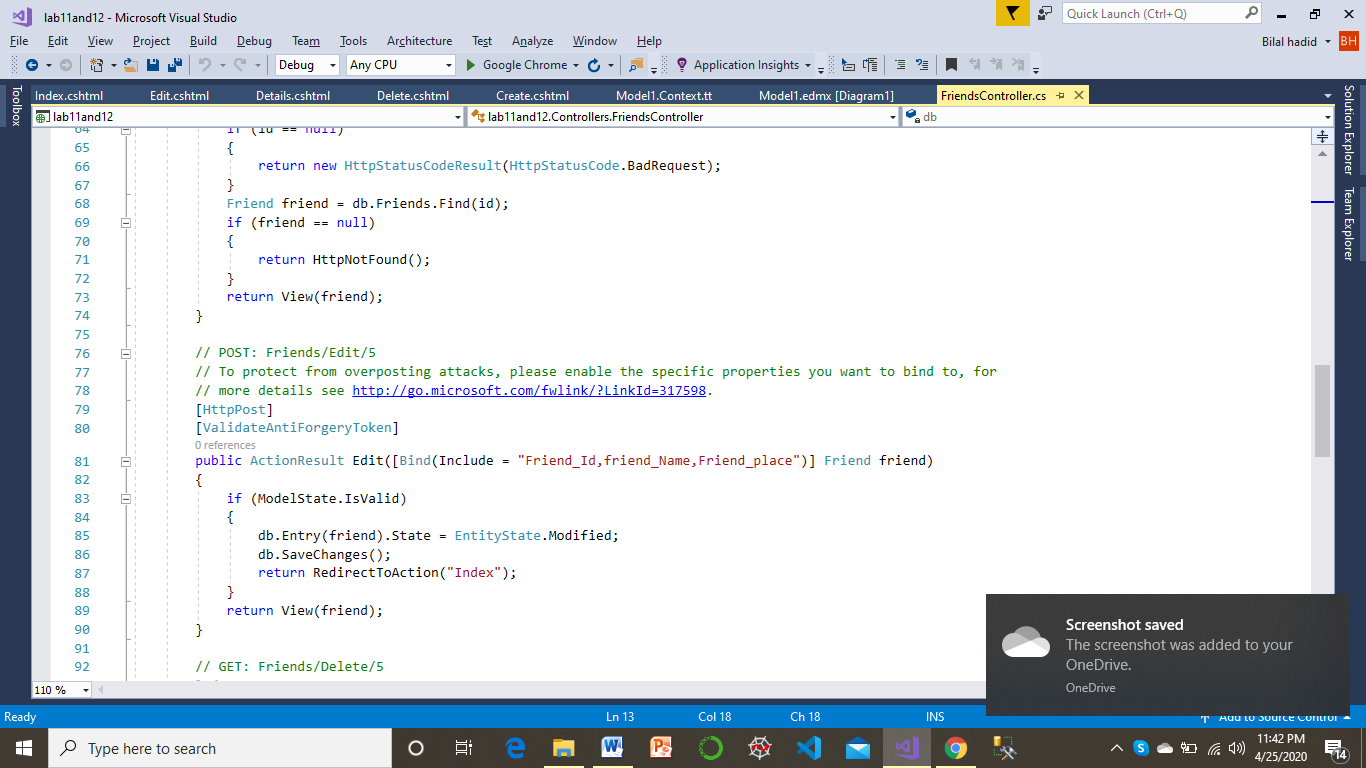 lab11and12 - Microsoft Visual Studio
Quick Launch (Ctrl+Q)
File Edit View Project Build Debug Team Tools Architecture Test Analyze Window Help
Bilal hadid BH
Debug Any CPU Google Chrome Application Insights
Toolbox
Index.cshtml Edit.cshtml Details.cshtml Delete.cshtml Create.cshtml Model1.Context.tt Model1.edmx [Diagram1] FriendsController.cs
Solution Explorer
Team Explorer
lab11and12 lab11and12.Controllers.FriendsController db
64 if (id == null)
65 {
66 return new HttpStatusCodeResult(HttpStatusCode.BadRequest);
67 }
68 Friend friend = db.Friends.Find(id);
69 if (friend == null)
70 {
71 return HttpNotFound();
72 }
73 return View(friend);
74 }
75
76 // POST: Friends/Edit/5
77 // To protect from overposting attacks, please enable the specific properties you want to bind to, for
78 // more details see http://go.microsoft.com/fwlink/?LinkId=317598.
79 [HttpPost]
80 [ValidateAntiForgeryToken]
0 references
81 public ActionResult Edit([Bind(Include = "Friend_Id,friend_Name,Friend_place")] Friend friend)
82 {
83 if (ModelState.IsValid)
84 {
85 db.Entry(friend).State = EntityState.Modified;
86 db.SaveChanges();
87 return RedirectToAction("Index");
88 }
89 return View(friend);
90 }
91
92 // GET: Friends/Delete/5
110 %
Screenshot saved
The screenshot was added to your
OneDrive.
OneDrive
Ready Ln 13 Col 18 Ch 18 INS Add to Source Control
Type here to search
11:42 PM
4/25/2020
14